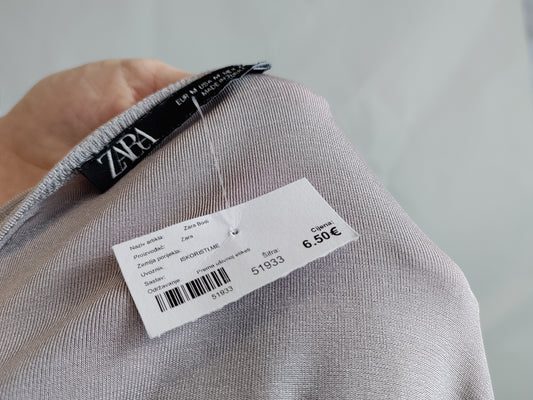 EUR M USA M
MADE IN
ZARA
Naziv artikla: Zara Bodi
Proizvođač: Zara
Zemlja porijekla:
Uvoznik: ISKORISTI.ME
Sastav:
Održavanje Prema ušivnoj etiketi
51933
Šifra:
51933
Cijena:
6.50€